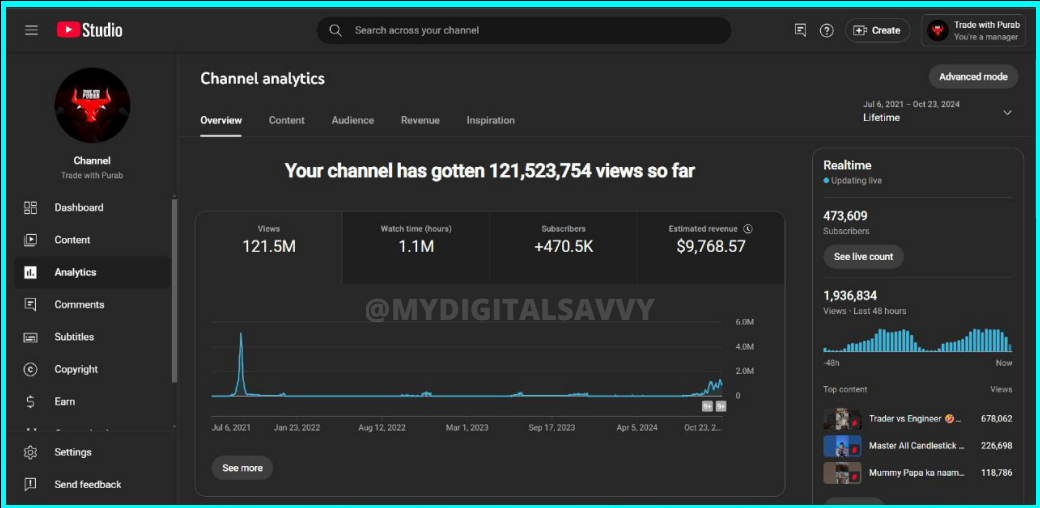 Studio
Search across your channel
Create
Trade with Purab
You're a manager
TRADE WITH
PURAB
Channel
Trade with Purab
Dashboard
Content
Analytics
Comments
Subtitles
Copyright
Earn
Settings
Send feedback
Channel analytics
Advanced mode
Overview
Content
Audience
Revenue
Inspiration
Jul 6, 2021 – Oct 23, 2024
Lifetime
Your channel has gotten 121,523,754 views so far
Views
121.5M
Watch time (hours)
1.1M
Subscribers
+470.5K
Estimated revenue
$9,768.57
@MYDIGITALSAVVY
6.0M
4.0M
2.0M
0
9+ 9+
Jul 6, 2021
Jan 23, 2022
Aug 12, 2022
Mar 1, 2023
Sep 17, 2023
Apr 5, 2024
Oct 23, 2...
See more
Realtime
Updating live
473,609
Subscribers
See live count
1,936,834
Views · Last 48 hours
-48h
Now
Top content
Views
Trader vs Engineer 🤣...
678,062
Master All Candlestick ...
226,698
Mummy Papa ka naam...
118,786